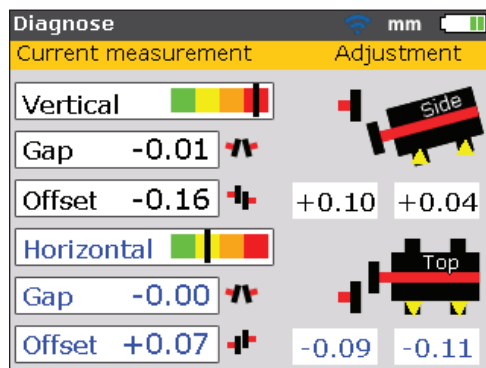 Diagnose mm
Current measurement Adjustment
Vertical Side
Gap -0.01
Offset -0.16 +0.10 +0.04
Horizontal Top
Gap -0.00
Offset +0.07 -0.09 -0.11